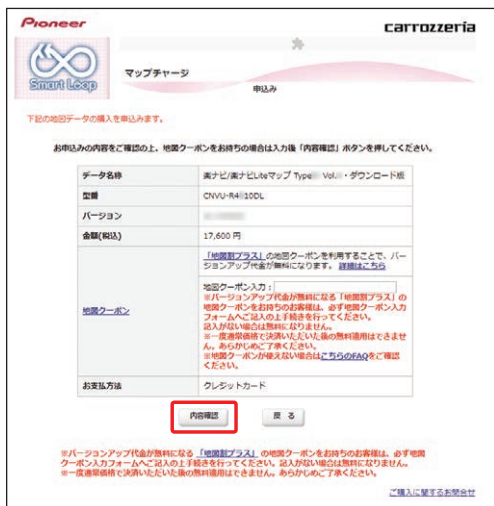 Pioneer
carrozzeria
Smart Loop
マップチャージ
申込み
下記の地図データの購入を申込みます。
お申込みの内容をご確認の上、地図クーポンをお持ちの場合は入力後「内容確認」ボタンを押してください。
データ名称
楽ナビ/楽ナビLiteマップ Type Vol. ・ダウンロード版
型番
CNVU-R4 10DL
バージョン
金額(税込)
17,600 円
地図クーポン
「地図割プラス」の地図クーポンを利用することで、バー
ジョンアップ代金が無料になります。 詳細はこちら
地図クーポン入力:
※バージョンアップ代金が無料になる「地図割プラス」の
地図クーポンをお持ちのお客様は、必ず地図クーポン入力
フォームへご記入の上手続きを行ってください。
記入がない場合は無料になりません。
※一度通常価格で決済いただいた後の無料適用はできませ
ん。あらかじめご了承ください。
※地図クーポンが使えない場合はこちらのFAQをご確認
ください。
お支払方法
クレジットカード
内容確認
戻 る
※バージョンアップ代金が無料になる 「地図割プラス」 の地図クーポンをお持ちのお客様は、必ず地図
クーポン入力フォームへご記入の上手続きを行ってください。記入がない場合は無料になりません。
※一度通常価格で決済いただいた後の無料適用はできません。あらかじめご了承ください。
ご購入に関するお問合せ